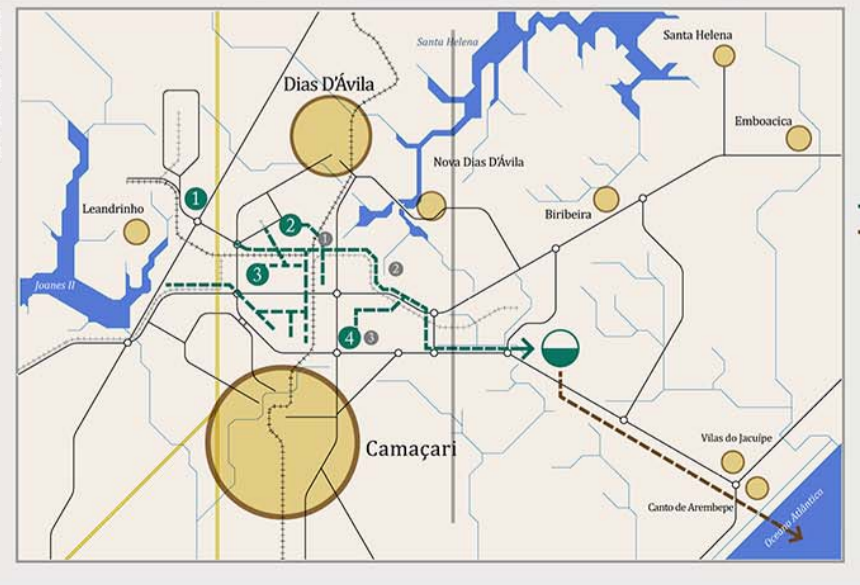 Santa Helena
Santa Helena
Dias D'Ávila
Emboacica
Nova Dias D'Ávila
1
Leandrinho
Biribeira
2
1
3
2
Joanes II
4
3
Camaçari
Vilas do Jacuípe
Canto de Arembepe
Oceano Atlântico